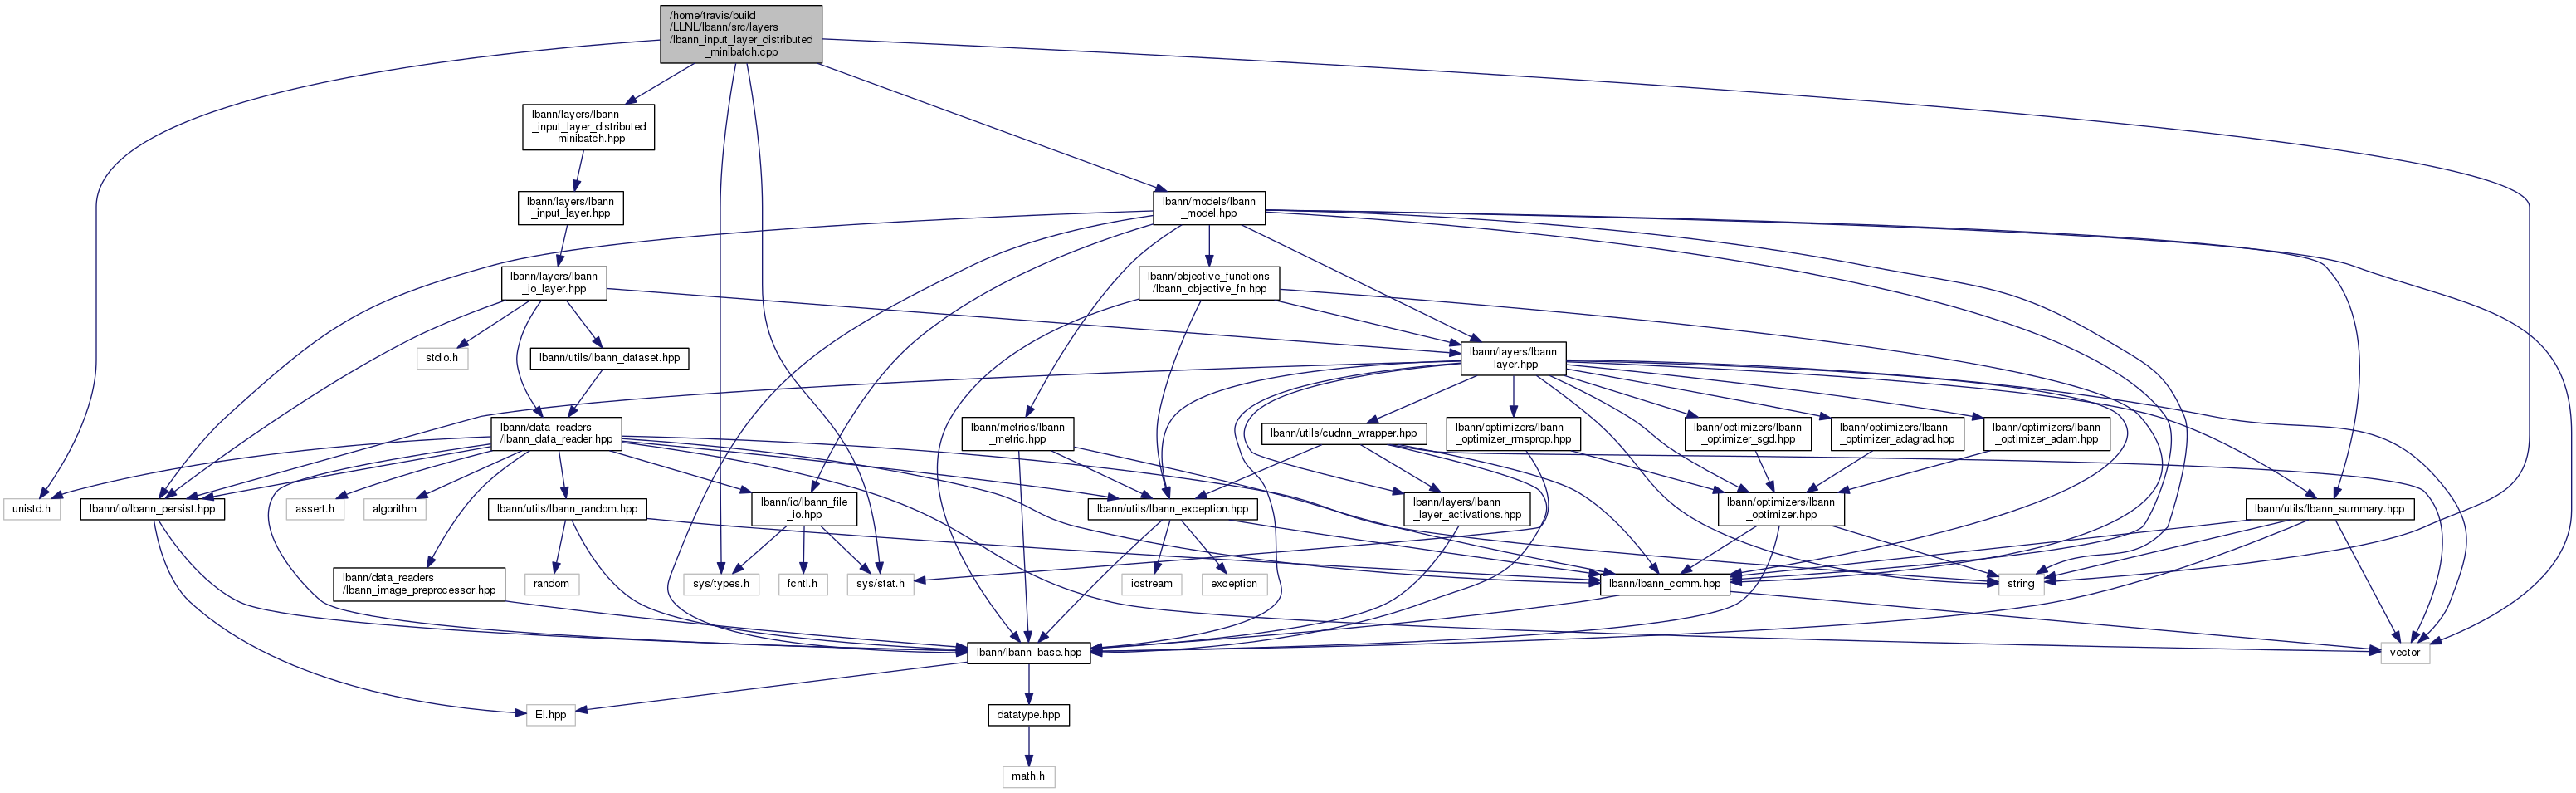 /home/travis/build
/LLNL/lbann/src/layers
/lbann_input_layer_distributed
_minibatch.cpp
lbann/layers/lbann
_input_layer_distributed
_minibatch.hpp
lbann/layers/lbann
_input_layer.hpp
lbann/models/lbann
_model.hpp
lbann/layers/lbann
_io_layer.hpp
lbann/objective_functions
/lbann_objective_fn.hpp
stdio.h
lbann/utils/lbann_dataset.hpp
lbann/layers/lbann
_layer.hpp
lbann/data_readers
/lbann_data_reader.hpp
lbann/metrics/lbann
_metric.hpp
lbann/utils/cudnn_wrapper.hpp
lbann/optimizers/lbann
_optimizer_rmsprop.hpp
lbann/optimizers/lbann
_optimizer_sgd.hpp
lbann/optimizers/lbann
_optimizer_adagrad.hpp
lbann/optimizers/lbann
_optimizer_adam.hpp
unistd.h
lbann/io/lbann_persist.hpp
assert.h
algorithm
lbann/utils/lbann_random.hpp
lbann/io/lbann_file
_io.hpp
lbann/utils/lbann_exception.hpp
lbann/layers/lbann
_layer_activations.hpp
lbann/optimizers/lbann
_optimizer.hpp
lbann/utils/lbann_summary.hpp
lbann/data_readers
/lbann_image_preprocessor.hpp
random
sys/types.h
fcntl.h
sys/stat.h
iostream
exception
lbann/lbann_comm.hpp
string
lbann/lbann_base.hpp
vector
El.hpp
datatype.hpp
math.h